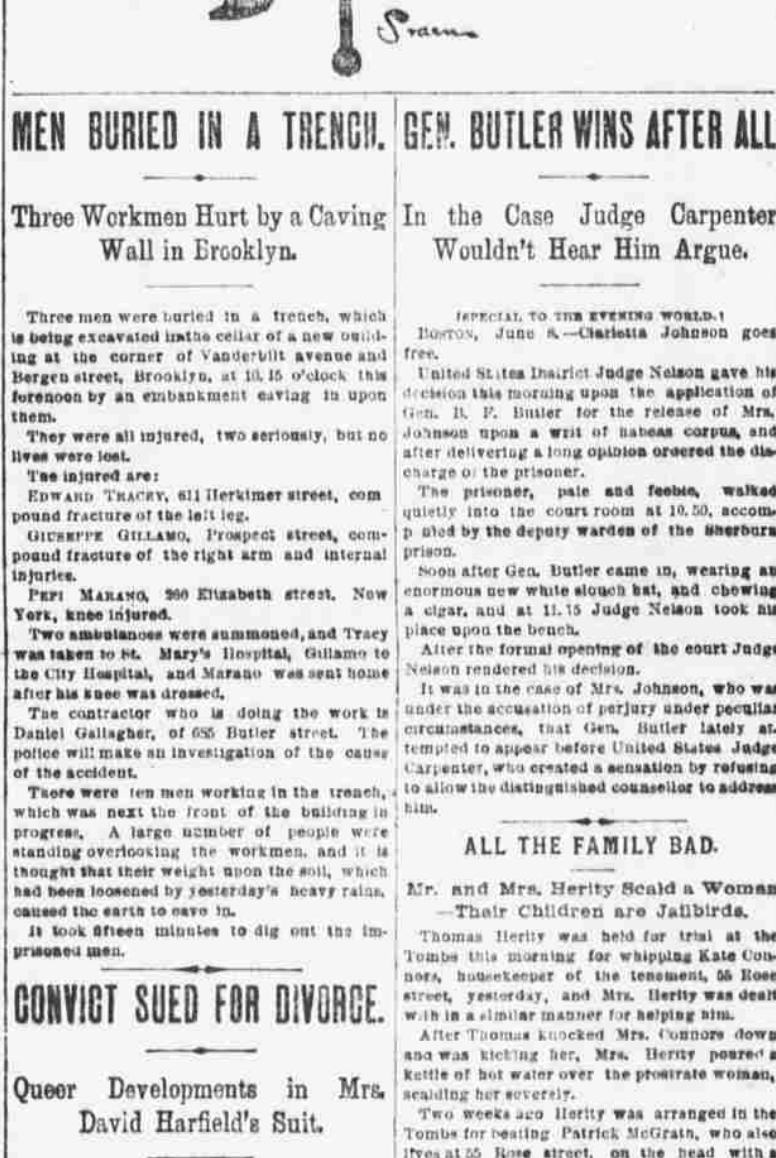 MEN BURIED IN A TRENCH.
Three Workmen Hurt by a Caving
Wall in Brooklyn.
Three men were buried in a trench, which
is being excavated in the cellar of a new build-
ing at the corner of Vanderbilt avenue and
Bergen street, Brooklyn, at 10.15 o'clock this
forenoon by an embankment caving in upon
them.
They were all injured, two seriously, but no
lives were lost.
The injured are:
EDWARD TRACEY, 611 Herkimer street, com
pound fracture of the left leg.
GIUSEPPE GILLAMO, Prospect street, com-
pound fracture of the right arm and internal
injuries.
PEPI MARANO, 260 Elizabeth street, New
York, knee injured.
Two ambulances were summoned, and Tracy
was taken to St. Mary's Hospital, Gillamo to
the City Hospital, and Marano was sent home
after his knee was dressed.
The contractor who is doing the work is
Daniel Gallagher, of 685 Butler street. The
police will make an investigation of the cause
of the accident.
There were ten men working in the trench,
which was next the front of the building in
progress. A large number of people were
standing overlooking the workmen, and it is
thought that their weight upon the soil, which
had been loosened by yesterday's heavy rains,
caused the earth to cave in.
It took fifteen minutes to dig out the im-
prisoned men.
CONVICT SUED FOR DIVORCE.
Queer Developments in Mrs.
David Harfield's Suit.
GEN. BUTLER WINS AFTER ALL
In the Case Judge Carpenter
Wouldn't Hear Him Argue.
[SPECIAL TO THE EVENING WORLD.]
BOSTON, June 8.—Clarietta Johnson goes
free.
United States District Judge Nelson gave his
decision this morning upon the application of
Gen. B. F. Butler for the release of Mrs.
Johnson upon a writ of habeas corpus, and
after delivering a long opinion ordered the dis-
charge of the prisoner.
The prisoner, pale and feeble, walked
quietly into the court room at 10.50, accom-
panied by the deputy warden of the Sherburn
prison.
Soon after Gen. Butler came in, wearing an
enormous new white slouch hat, and chewing
a cigar, and at 11.15 Judge Nelson took his
place upon the bench.
After the formal opening of the court Judge
Nelson rendered his decision.
It was in the case of Mrs. Johnson, who was
under the accusation of perjury under peculiar
circumstances, that Gen. Butler lately at-
tempted to appear before United States Judge
Carpenter, who created a sensation by refusing
to allow the distinguished counsellor to address
him.
ALL THE FAMILY BAD.
Mr. and Mrs. Herity Scald a Woman
—Their Children are Jailbirds.
Thomas Herity was held for trial at the
Tombs this morning for whipping Kate Con-
nors, housekeeper of the tenement, 55 Rose
street, yesterday, and Mrs. Herity was dealt
with in a similar manner for helping him.
After Thomas knocked Mrs. Connors down
and was kicking her, Mrs. Herity poured a
kettle of hot water over the prostrate woman,
scalding her severely.
Two weeks ago Herity was arranged in the
Tombs for beating Patrick McGrath, who also
lives at 55 Rose street, on the head with a